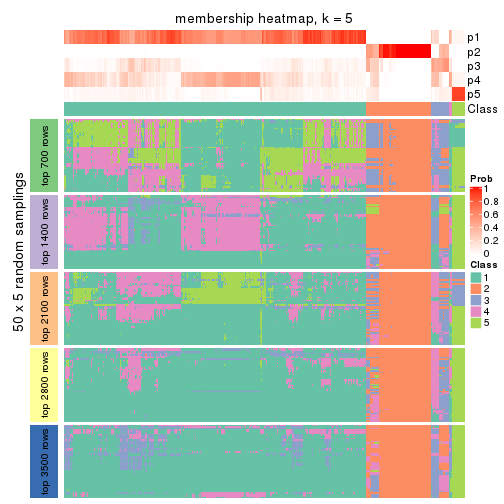 membership heatmap, k = 5
p1
p2
p3
p4
p5
Class
50 x 5 random samplings
top 700 rows
top 1400 rows
top 2100 rows
top 2800 rows
top 3500 rows
Prob
1
0.8
0.6
0.4
0.2
0
Class
1
2
3
4
5